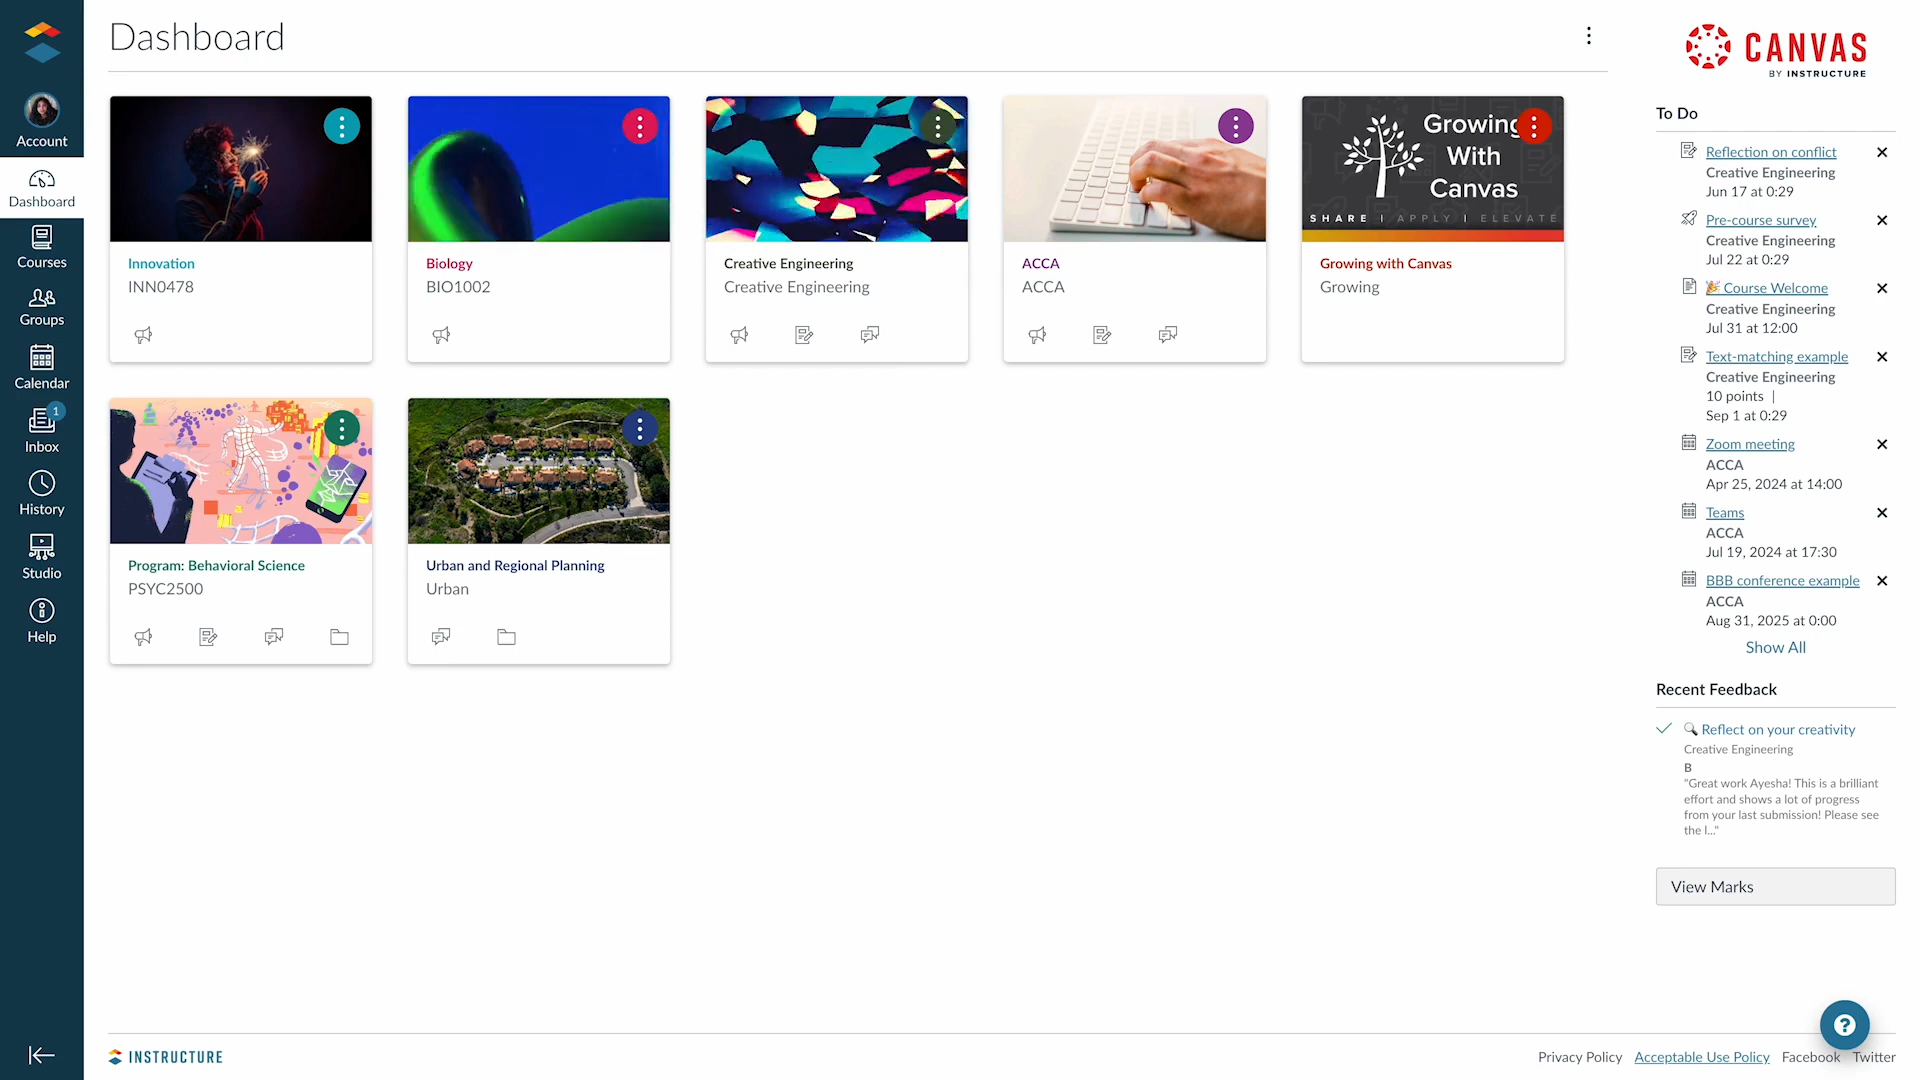 Account
Dashboard
Courses
Groups
Calendar
1
Inbox
History
Studio
Help
Dashboard
Growing
With
Canvas
SHARE | APPLY | ELEVATE
Innovation
INN0478
Biology
BIO1002
Creative Engineering
Creative Engineering
ACCA
ACCA
Growing with Canvas
Growing
Program: Behavioral Science
PSYC2500
Urban and Regional Planning
Urban
CANVAS
BY INSTRUCTURE
To Do
Reflection on conflict
Creative Engineering
Jun 17 at 0:29
Pre-course survey
Creative Engineering
Jul 22 at 0:29
🎉 Course Welcome
Creative Engineering
Jul 31 at 12:00
Text-matching example
Creative Engineering
10 points |
Sep 1 at 0:29
Zoom meeting
ACCA
Apr 25, 2024 at 14:00
Teams
ACCA
Jul 19, 2024 at 17:30
BBB conference example
ACCA
Aug 31, 2025 at 0:00
Show All
Recent Feedback
🔍 Reflect on your creativity
Creative Engineering
B
"Great work Ayesha! This is a brilliant
effort and shows a lot of progress
from your last submission! Please see
the l..."
View Marks
INSTRUCTURE
Privacy Policy Acceptable Use Policy Facebook Twitter